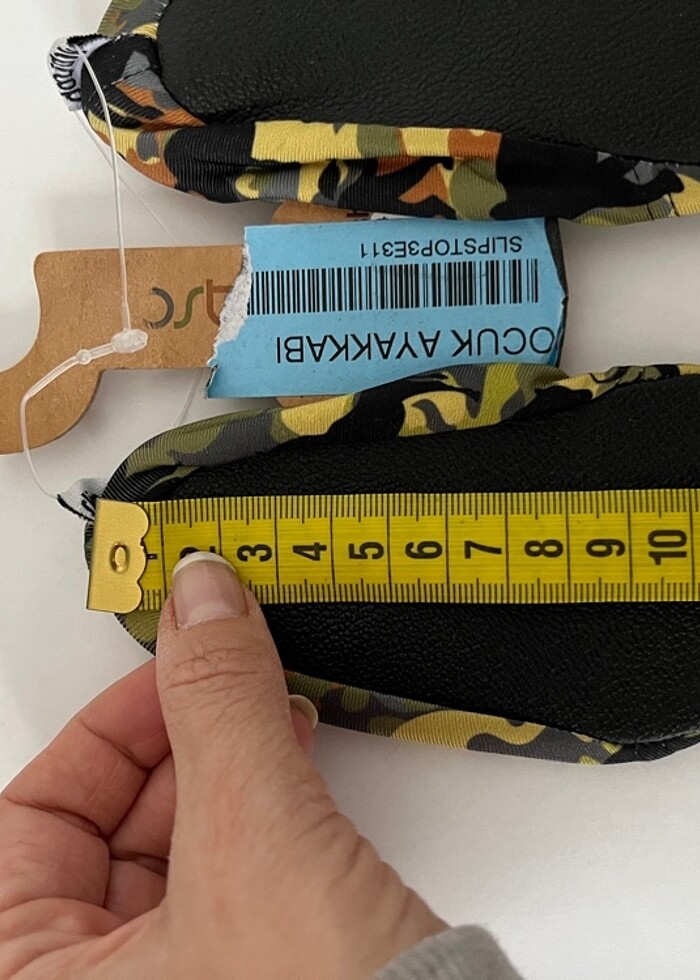 SLIPSTOP3E311
OCUK AYAKKABI
1 2 3 4 5 6 7 8 9 10